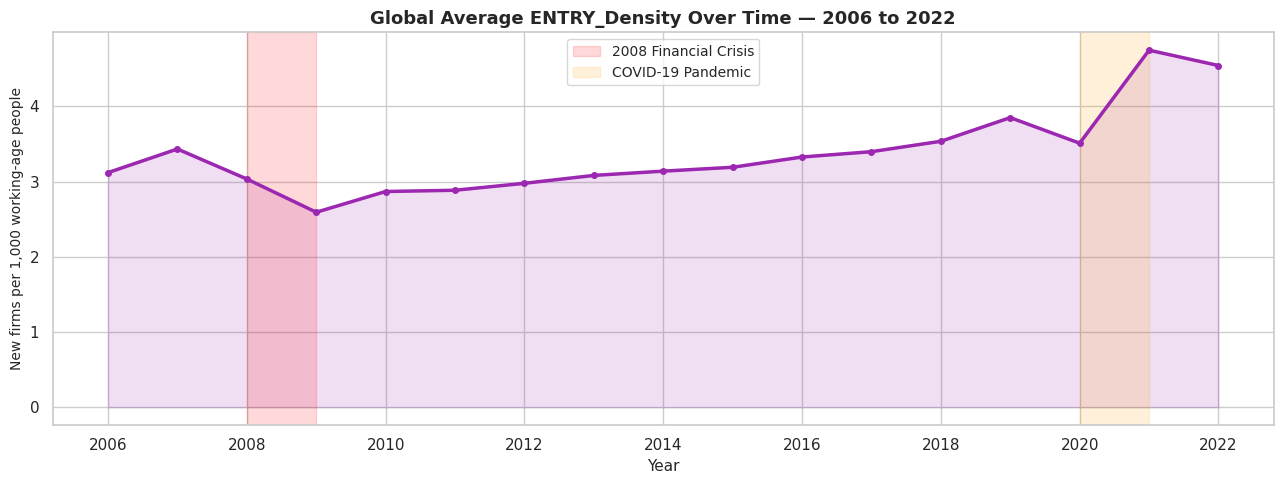 Global Average ENTRY_Density Over Time — 2006 to 2022
2008 Financial Crisis
COVID-19 Pandemic
New firms per 1,000 working-age people
4
3
2
1
0
2006 2008 2010 2012 2014 2016 2018 2020 2022
Year